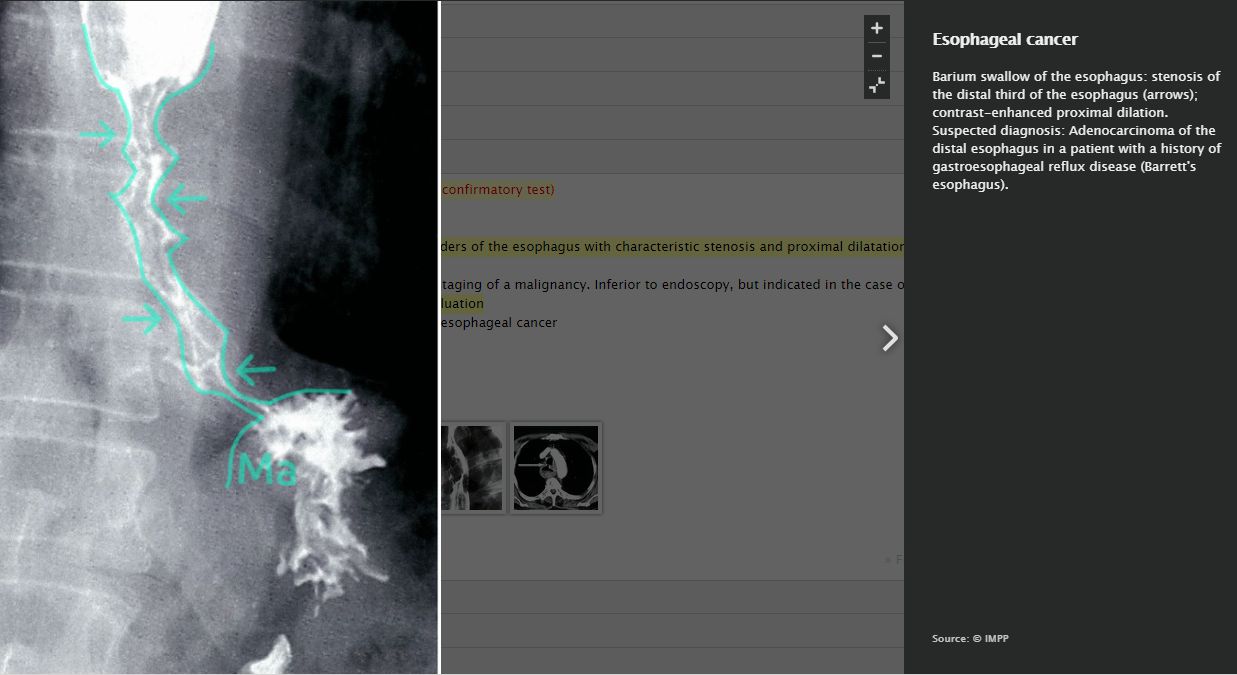 Ma
confirmatory test)
ders of the esophagus with characteristic stenosis and proximal dilatation
taging of a malignancy. Inferior to endoscopy, but indicated in the case o
luation
esophageal cancer
» F
Esophageal cancer
Barium swallow of the esophagus: stenosis of
the distal third of the esophagus (arrows);
contrast-enhanced proximal dilation.
Suspected diagnosis: Adenocarcinoma of the
distal esophagus in a patient with a history of
gastroesophageal reflux disease (Barrett's
esophagus).
Source: © IMPP